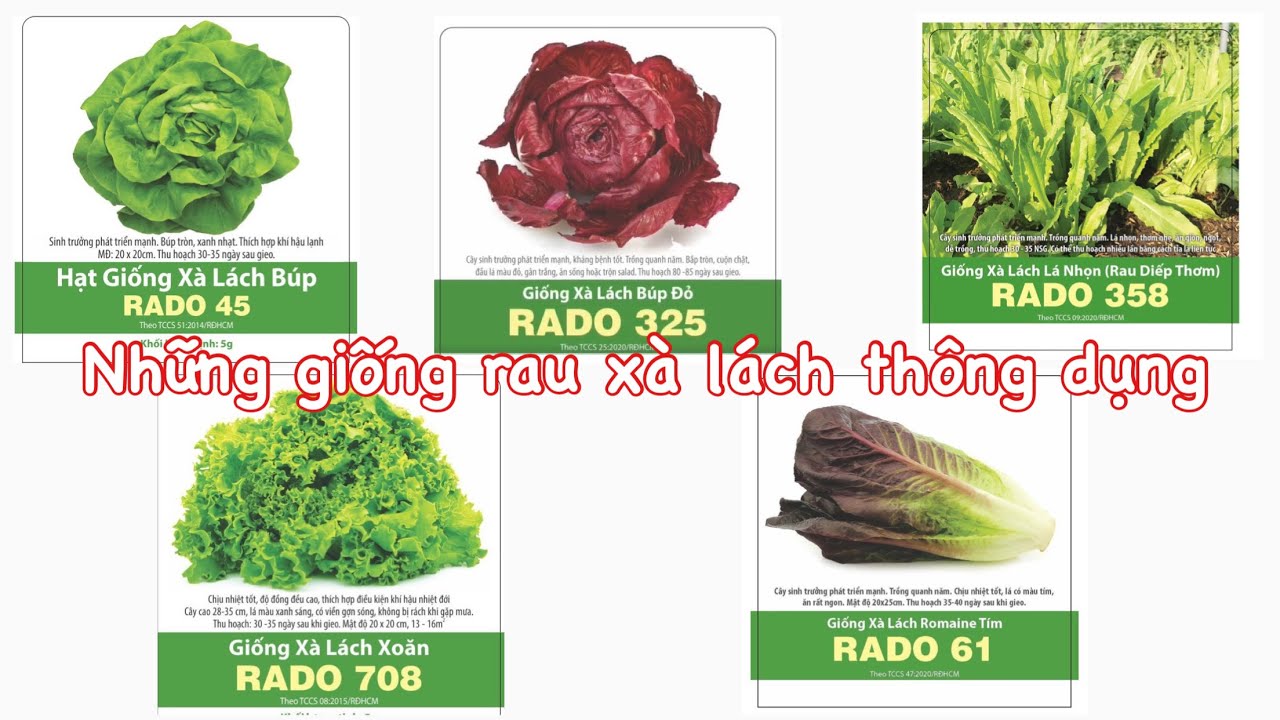 Sinh trưởng phát triển mạnh. Búp tròn, xanh nhạt. Thích hợp khí hậu lạnh
MĐ: 20 x 20cm. Thu hoạch 30-35 ngày sau gieo.
Hạt Giống Xà Lách Búp
RADO 45
Theo TCCS 51:2014/RĐHCM
Cây sinh trưởng phát triển mạnh, kháng bệnh tốt. Trồng quanh năm. Bắp tròn, cuộn chặt,
đầu lá màu đỏ, gân trắng, ăn sống hoặc trộn salad. Thu hoạch 80 -85 ngày sau gieo.
Giống Xà Lách Búp Đỏ
RADO 325
Theo TCCS 25:2020/RĐHCM
Cây sinh trưởng phát triển mạnh. Trồng quanh năm. Lá nhọn, thơm nhẹ, ăn giòn, ngọt,
dễ trồng, thu hoạch 30 -35 NSG. Có thể thu hoạch nhiều lần bằng cách tỉa lá liên tục
Giống Xà Lách Lá Nhọn (Rau Diếp Thơm)
RADO 358
Theo TCCS 09:2020/RĐHCM
Những giống rau xà lách thông dụng
Chịu nhiệt tốt, độ đồng đều cao, thích hợp điều kiện khí hậu nhiệt đới
Cây cao 28-35 cm, lá màu xanh sáng, có viền gợn sóng, không bị rách khi gặp mưa.
Thu hoạch: 30 -35 ngày sau khi gieo. Mật độ 20 x 20 cm, 13 - 16m²
Giống Xà Lách Xoăn
RADO 708
Theo TCCS 08:2015/RĐHCM
Cây sinh trưởng phát triển mạnh. Trồng quanh năm. Chịu nhiệt tốt, lá có màu tím,
ăn rất ngon. Mật độ 20x25cm. Thu hoạch 35-40 ngày sau khi gieo.
Giống Xà Lách Romaine Tím
RADO 61
Theo TCCS 47:2020/RĐHCM